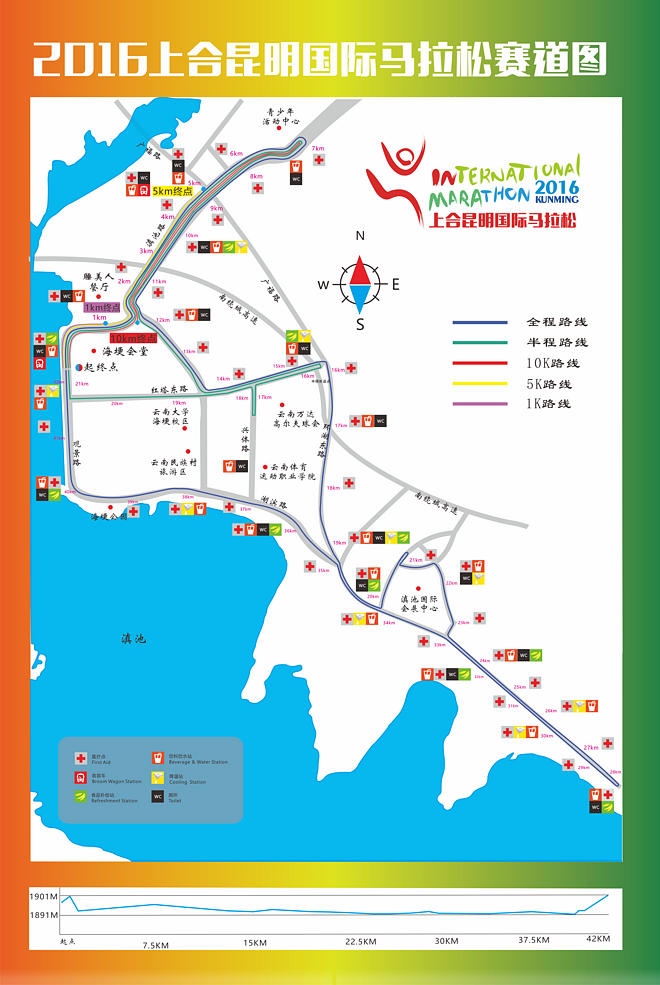 2016上合昆明国际马拉松赛道图
青少年
活动中心
广福路
6km
7km
8km
5km
5km终点
WC
9km
4km
滇池路
10km
3km
INTERNATIONAL
MARATHON 2016
KUNMING
上合昆明国际马拉松
N
W E
S
睡美人
餐厅
2km
11km
广福路
南绕城高速
1km终点
1km
12km
10km终点
海埂会堂
13km
起终点
21km
14km
15km
16km
16km
红塔东路
20km
19km
18km
17km
云南大学
海埂校区
云南万达
高尔夫球会
兴体路
环湖东路
观景路
云南民族村
旅游区
云南体育
运动职业学院
18km
40km
39km
38km
37km
湖滨路
海埂公园
36km
南绕城高速
19km
35km
21km
20km
22km
滇池国际
会展中心
34km
23km
33km
滇池
24km
32km
25km
31km
26km
30km
27km
29km
28km
全程路线
半程路线
10K路线
5K路线
1K路线
医疗点
First Aid
饮料饮水站
Beverage & Water Station
收容车
Broom Wagon Station
降温站
Cooling Station
食品补给站
Refreshment Station
WC
厕所
Toilet
1901M
1891M
起点
7.5KM
15KM
22.5KM
30KM
37.5KM
42KM